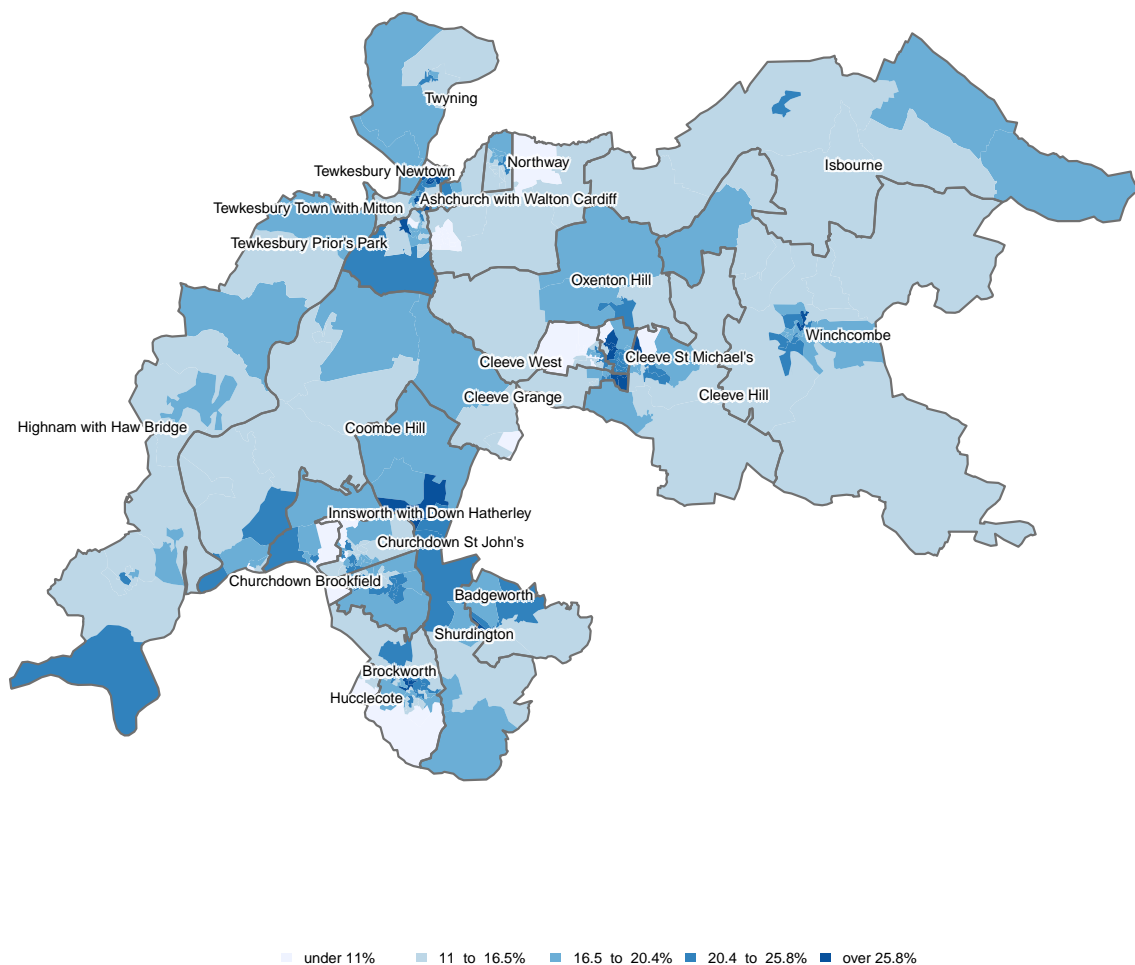 Twyning
Northway
Isbourne
Tewkesbury Newtown
Ashchurch with Walton Cardiff
Tewkesbury Town with Mitton
Tewkesbury Prior's Park
Oxenton Hill
Winchcombe
Cleeve St Michael's
Cleeve West
Cleeve Hill
Cleeve Grange
Highnam with Haw Bridge
Coombe Hill
Innsworth with Down Hatherley
Churchdown St John's
Churchdown Brookfield
Badgeworth
Shurdington
Brockworth
Hucclecote
under 11% 11 to 16.5% 16.5 to 20.4% 20.4 to 25.8% over 25.8%